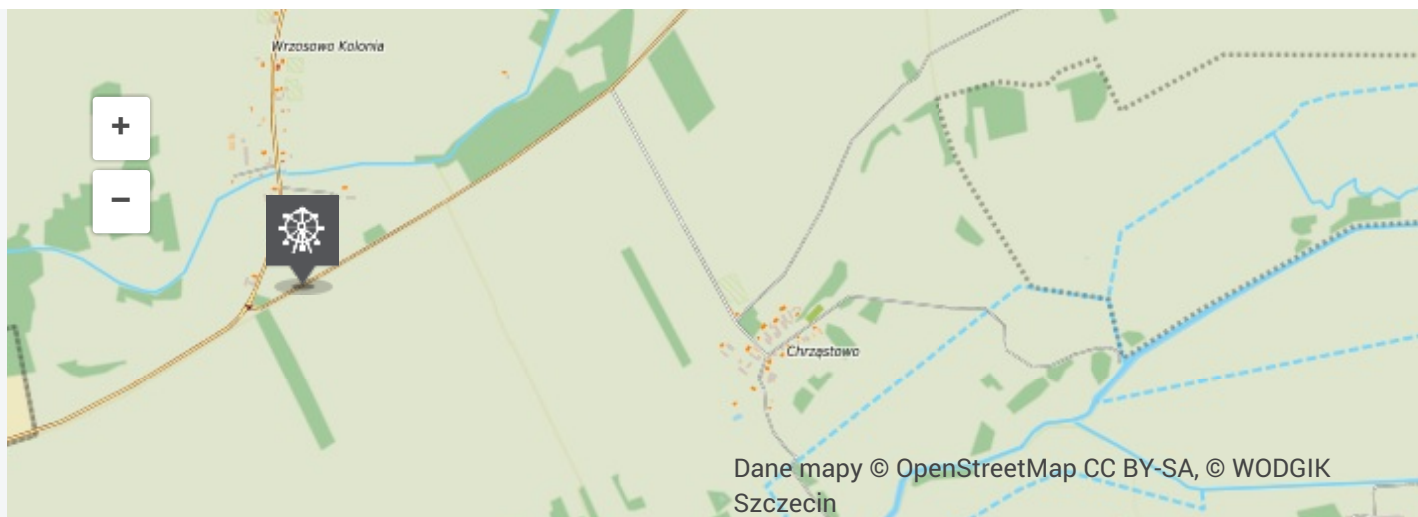 Wrzosowo Kolonia
+
−
Chrząstowo
Dane mapy © OpenStreetMap CC BY-SA, © WODGIK
Szczecin